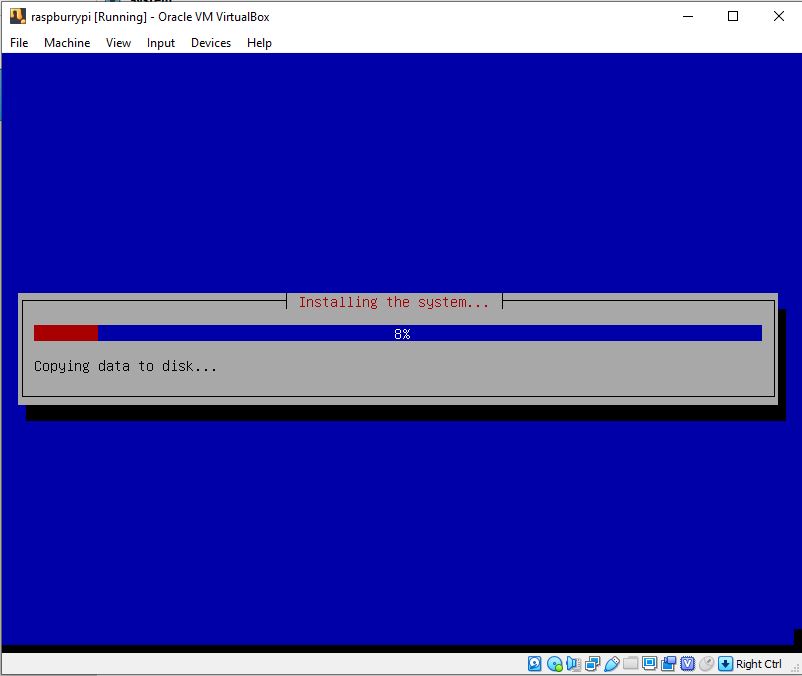 raspburrypi [Running] - Oracle VM VirtualBox
File Machine View Input Devices Help
Installing the system...
8%
Copying data to disk...
Right Ctrl